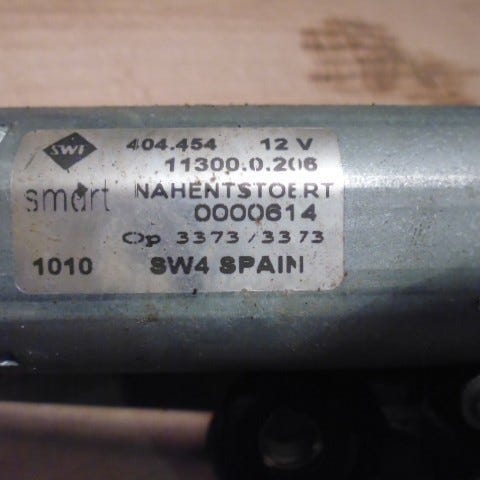 SWF 404.454 12 V
11300.0.206
smart NAHENTSTOERT
0000614
Op 3373/3373
1010 SW4 SPAIN